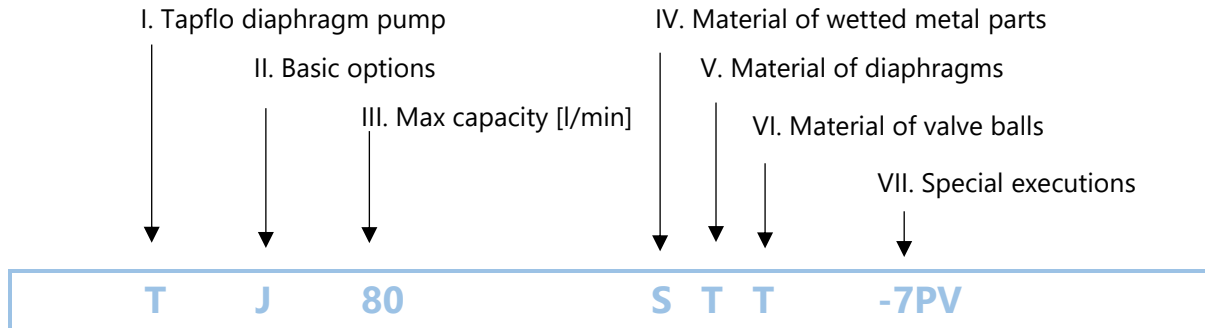 I. Tapflo diaphragm pump
IV. Material of wetted metal parts
II. Basic options
V. Material of diaphragms
III. Max capacity [l/min]
VI. Material of valve balls
VII. Special executions
T J 80 S T T -7PV